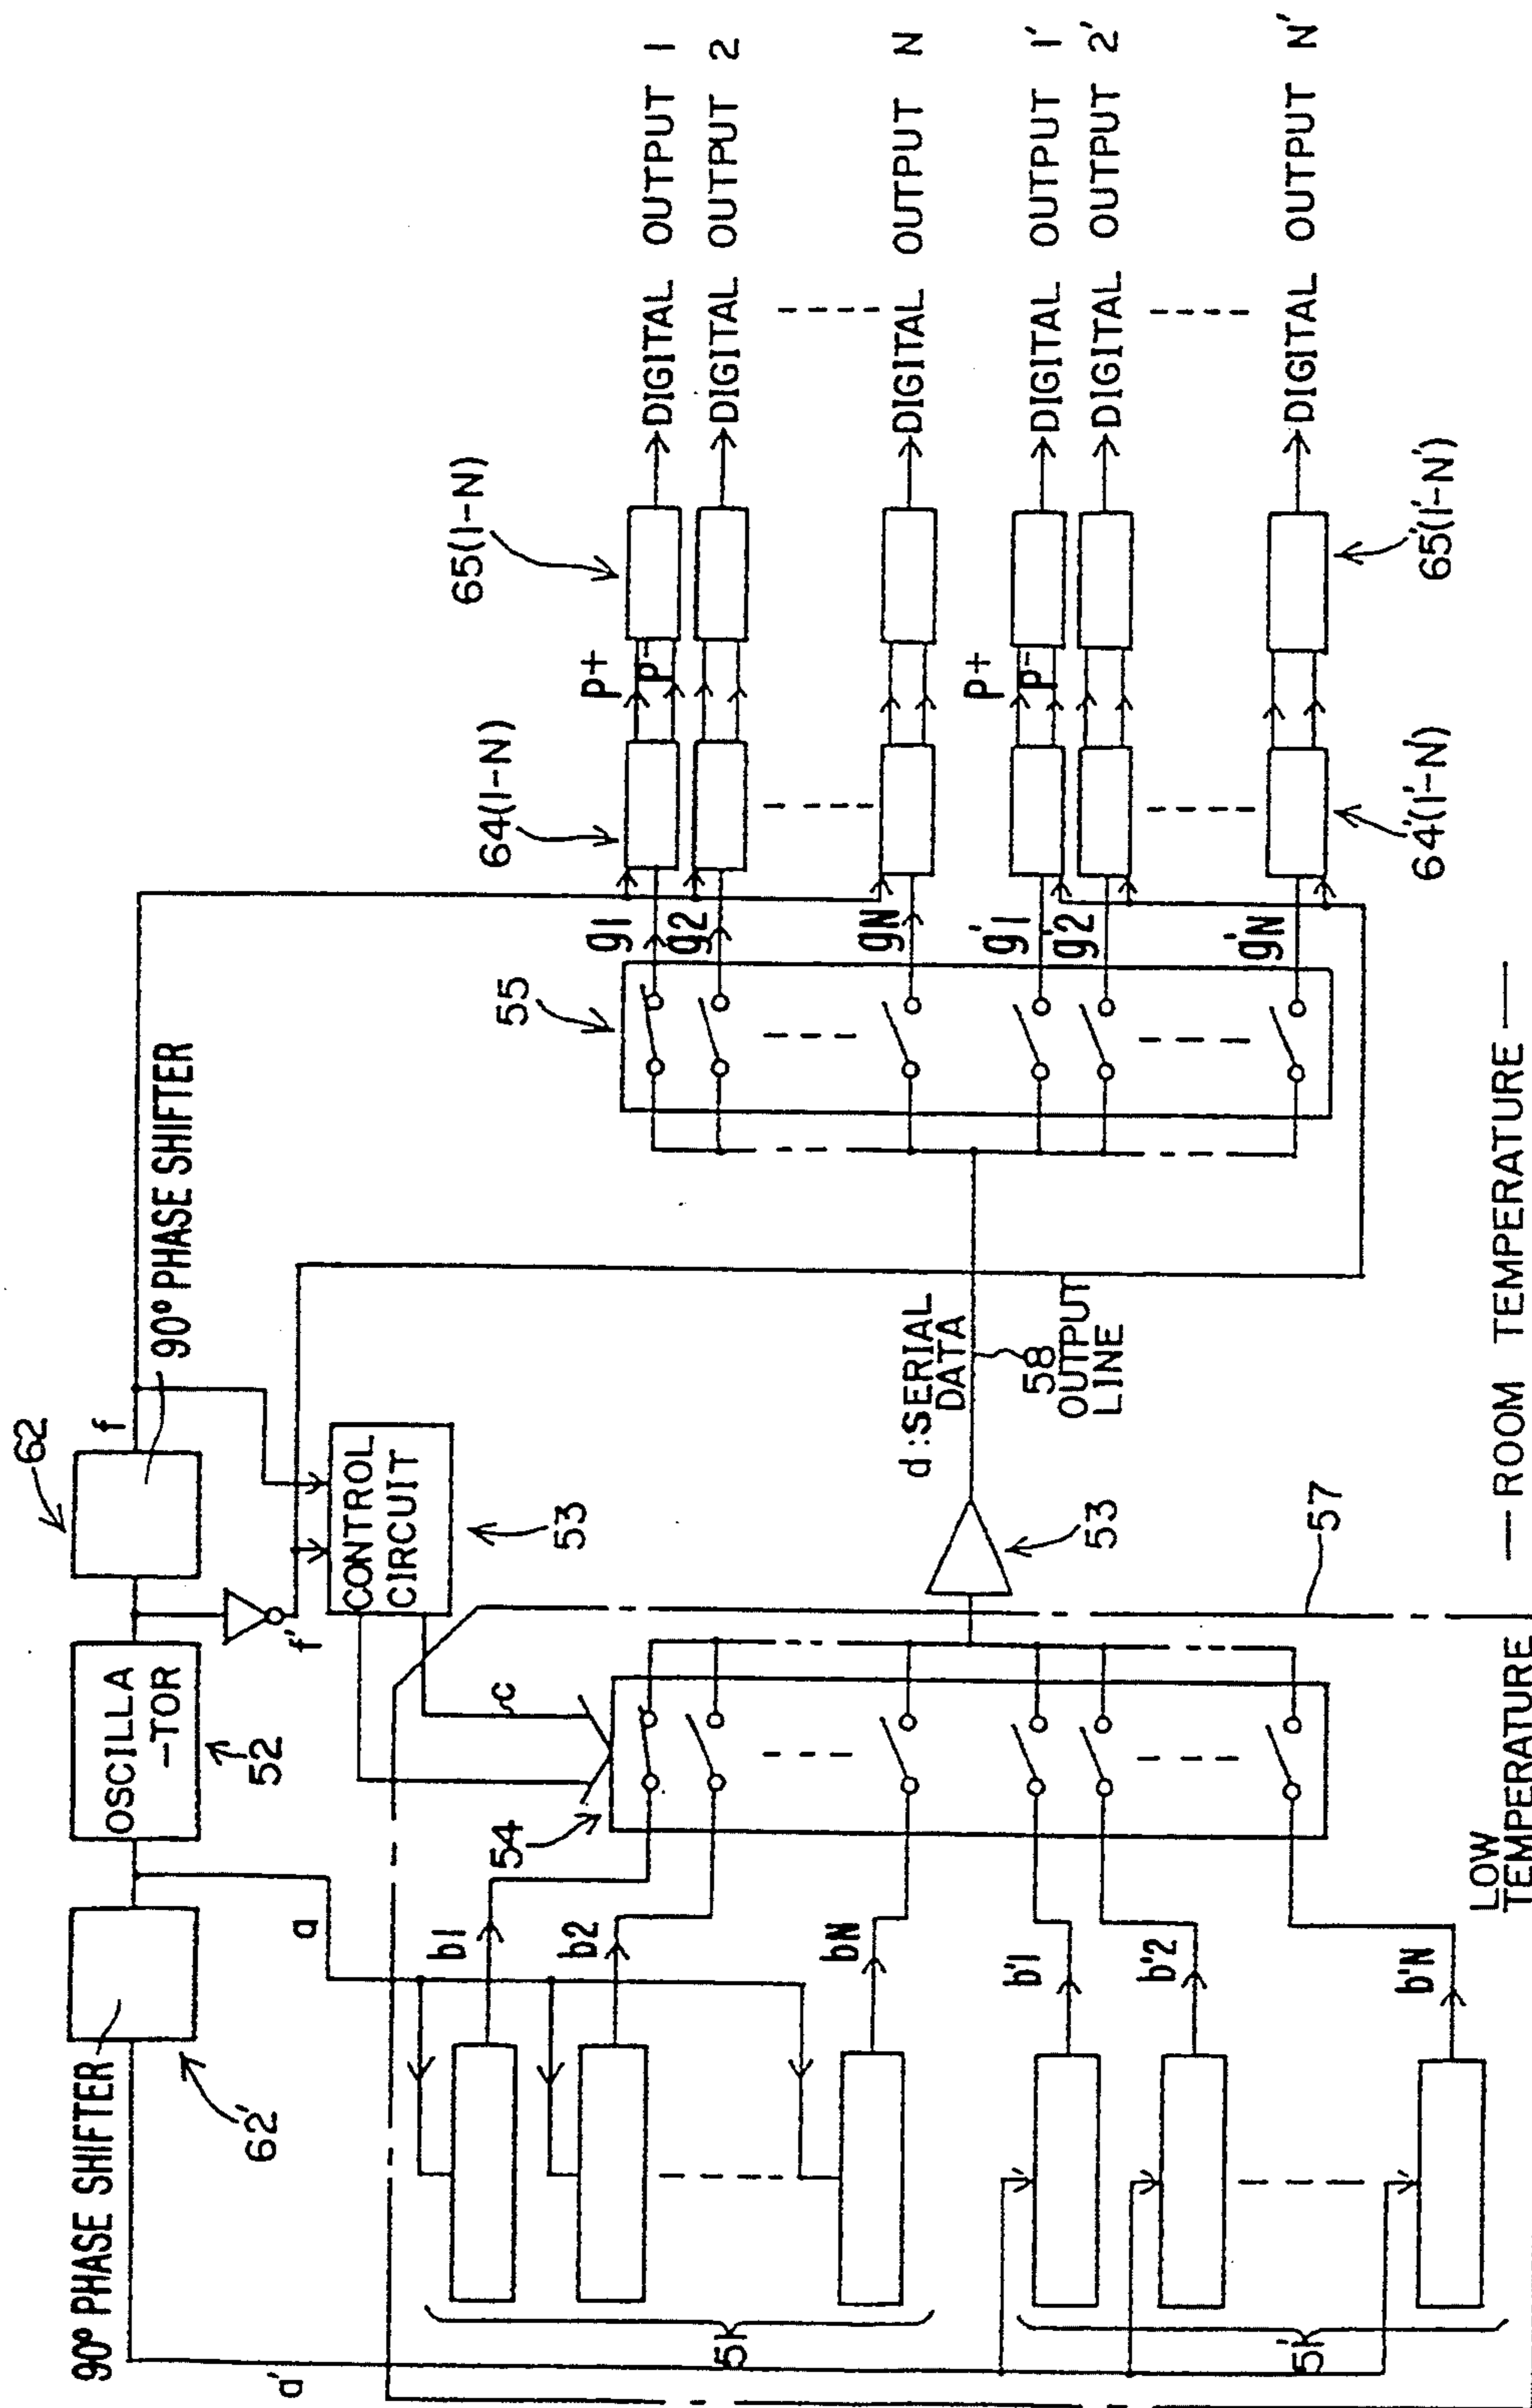 90° PHASE SHIFTER
62'
a'
OSCILLA
-TOR
52
62
f
90° PHASE SHIFTER
a
f'
CONTROL
CIRCUIT
53
c
54
b1
b2
bN
b'1
b'2
b'N
51
51'
LOW
TEMPERATURE
57
53
d:SERIAL
DATA
58
OUTPUT
LINE
55
g1
g2
gN
g'1
g'2
g'N
64(1-N)
P+
P-
65(1-N)
P+
P-
64'(1'-N')
65'(1'-N')
DIGITAL OUTPUT 1
DIGITAL OUTPUT 2
DIGITAL OUTPUT N
DIGITAL OUTPUT 1'
DIGITAL OUTPUT 2'
DIGITAL OUTPUT N'
— ROOM TEMPERATURE —